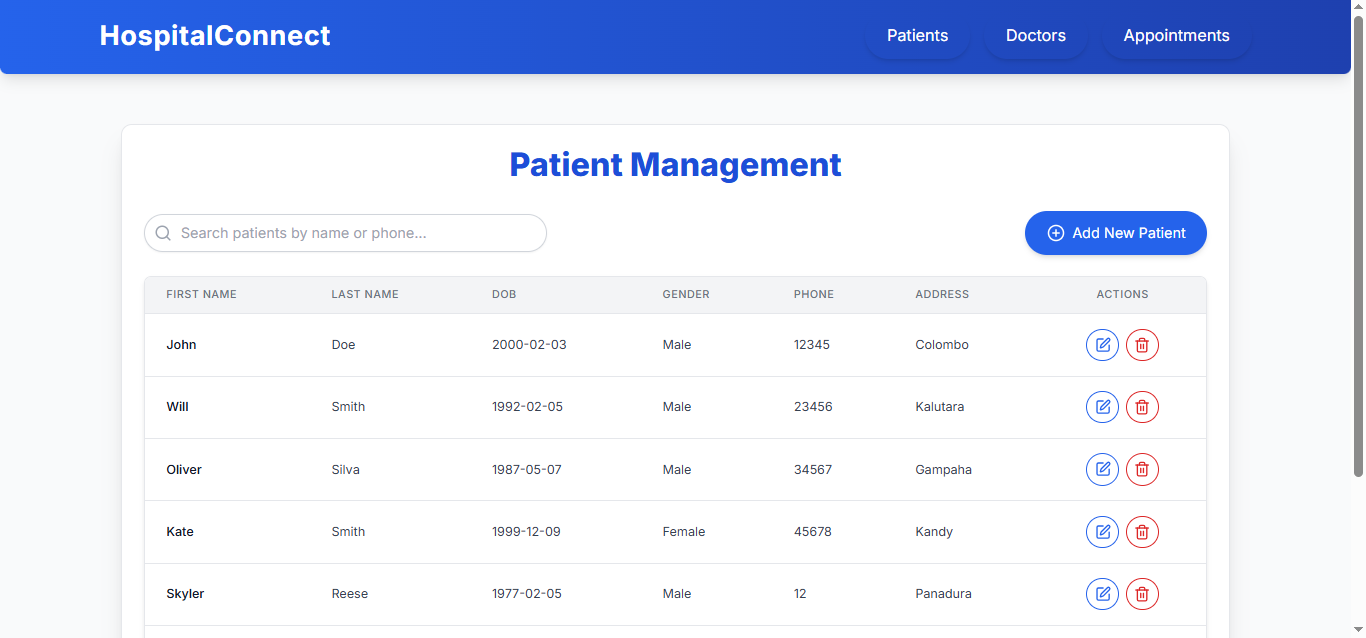 HospitalConnect Patients Doctors Appointments
Patient Management
Search patients by name or phone... Add New Patient
FIRST NAME LAST NAME DOB GENDER PHONE ADDRESS ACTIONS
John Doe 2000-02-03 Male 12345 Colombo
Will Smith 1992-02-05 Male 23456 Kalutara
Oliver Silva 1987-05-07 Male 34567 Gampaha
Kate Smith 1999-12-09 Female 45678 Kandy
Skyler Reese 1977-02-05 Male 12 Panadura